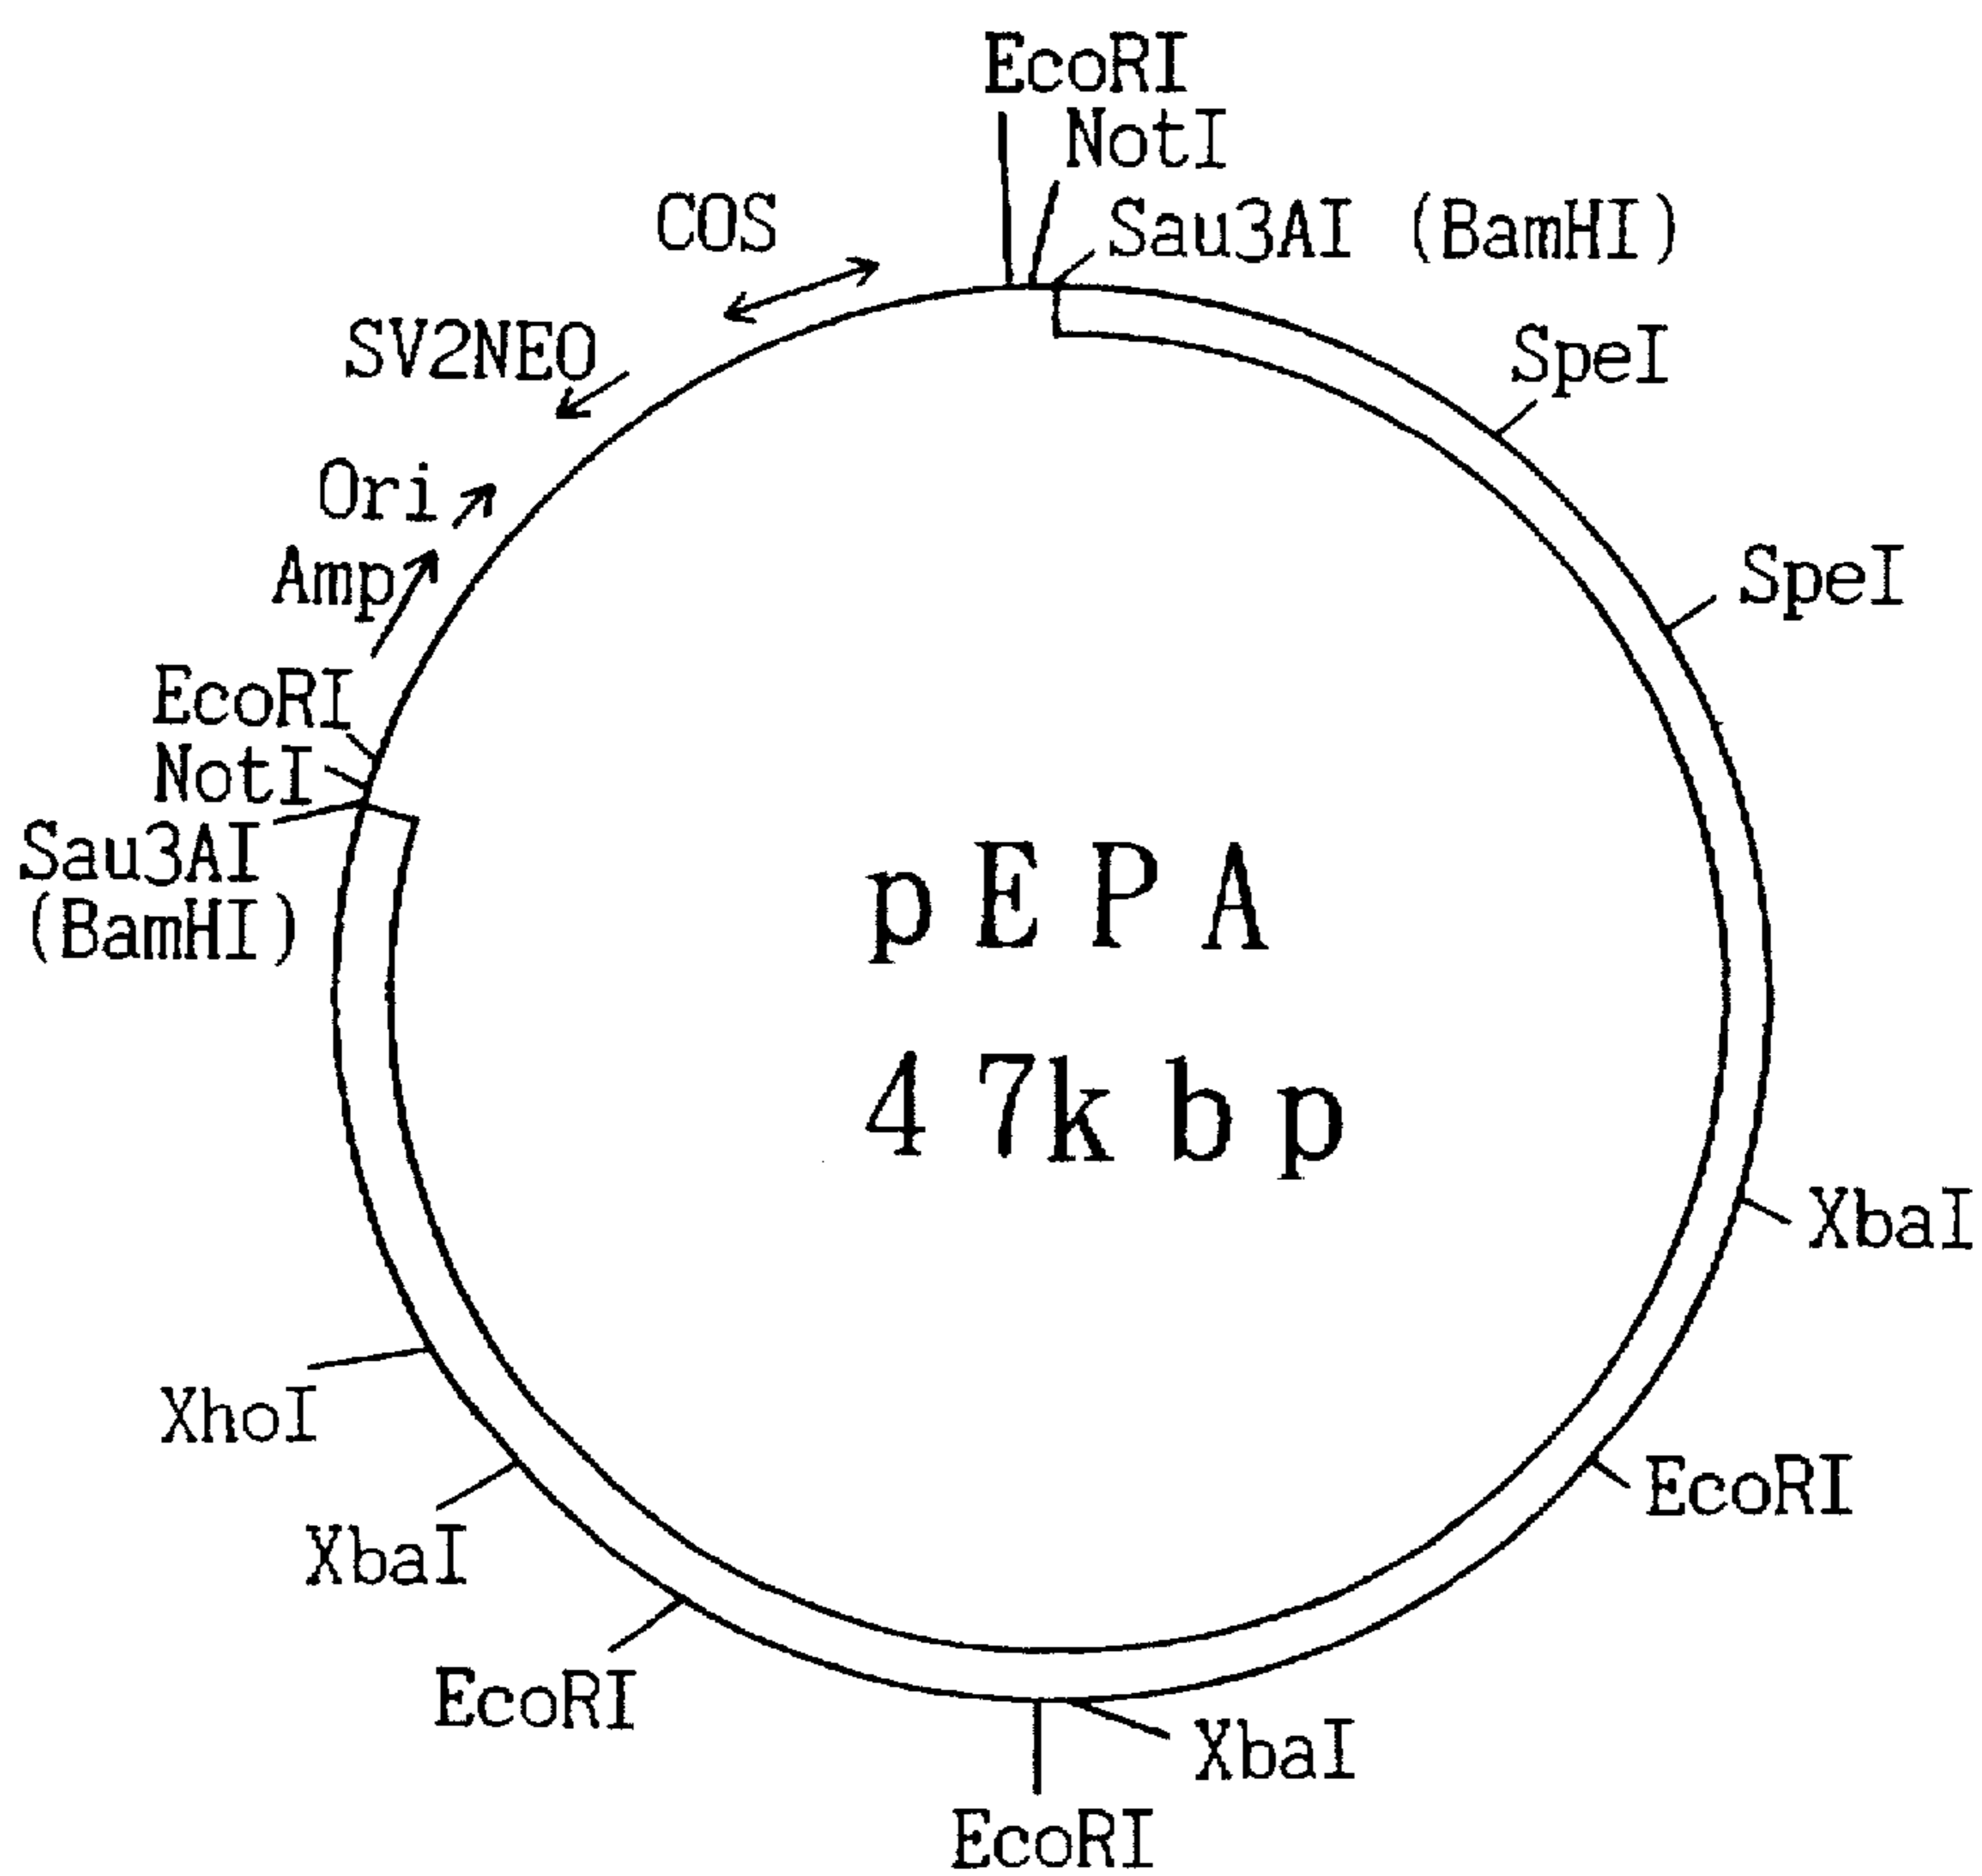 EcoRI
NotI
COS
Sau3AI (BamHI)
SV2NEO
SpeI
Ori
SpeI
Amp
EcoRI
NotI
Sau3AI
(BamHI)
pEPA
47kbp
XbaI
XhoI
EcoRI
XbaI
EcoRI
XbaI
EcoRI